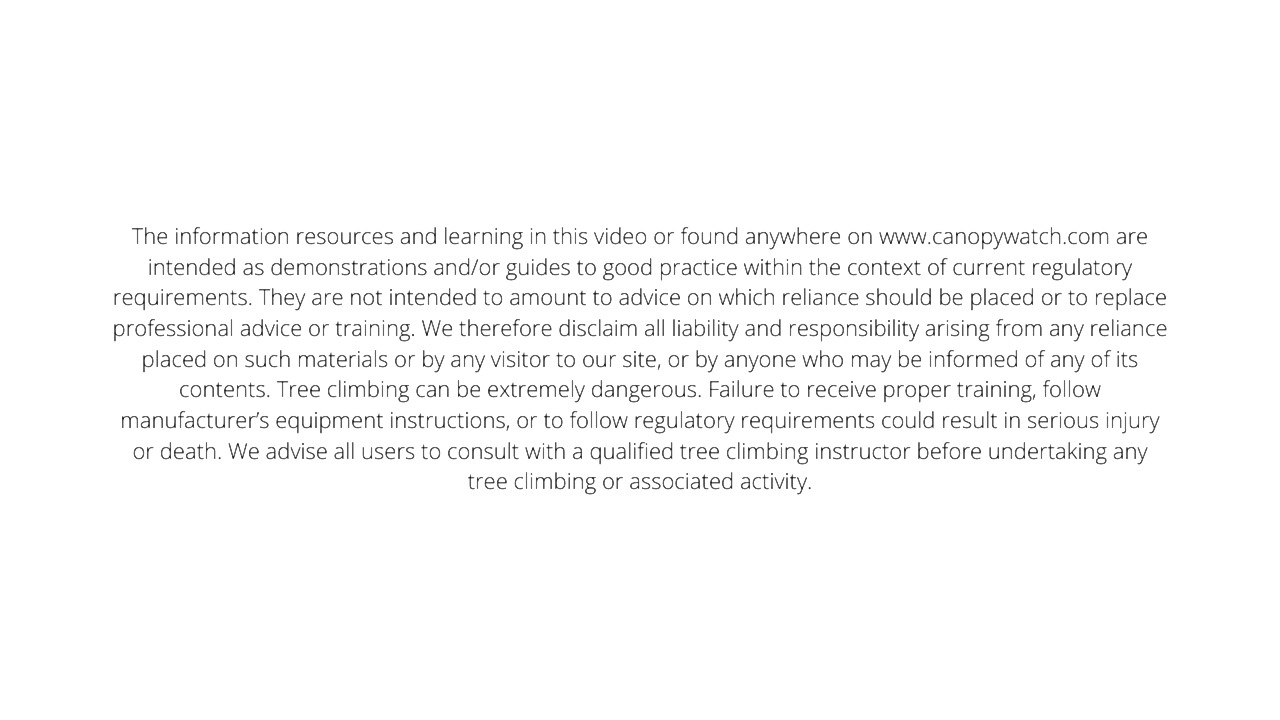 The information resources and learning in this video or found anywhere on www.canopywatch.com are
intended as demonstrations and/or guides to good practice within the context of current regulatory
requirements. They are not intended to amount to advice on which reliance should be placed or to replace
professional advice or training. We therefore disclaim all liability and responsibility arising from any reliance
placed on such materials or by any visitor to our site, or by anyone who may be informed of any of its
contents. Tree climbing can be extremely dangerous. Failure to receive proper training, follow
manufacturer’s equipment instructions, or to follow regulatory requirements could result in serious injury
or death. We advise all users to consult with a qualified tree climbing instructor before undertaking any
tree climbing or associated activity.